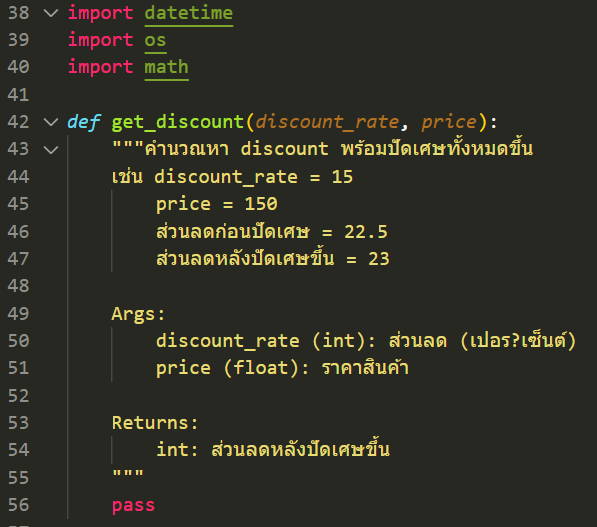 38 import datetime
39 import os
40 import math
41
42 def get_discount(discount_rate, price):
43 """คำนวณหา discount พร้อมปัดเศษทั้งหมดขึ้น
44 เช่น discount_rate = 15
45 price = 150
46 ส่วนลดก่อนปัดเศษ = 22.5
47 ส่วนลดหลังปัดเศษขึ้น = 23
48
49 Args:
50 discount_rate (int): ส่วนลด (เปอร?เซ็นต์)
51 price (float): ราคาสินค้า
52
53 Returns:
54 int: ส่วนลดหลังปัดเศษขึ้น
55 """
56 pass